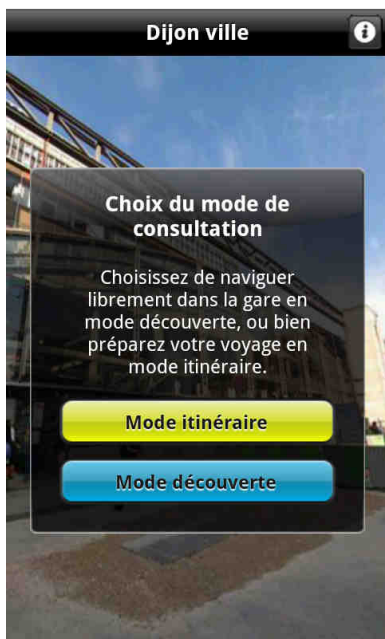 Dijon ville
Choix du mode de
consultation
Choisissez de naviguer
librement dans la gare en
mode découverte, ou bien
préparez votre voyage en
mode itinéraire.
Mode itinéraire
Mode découverte